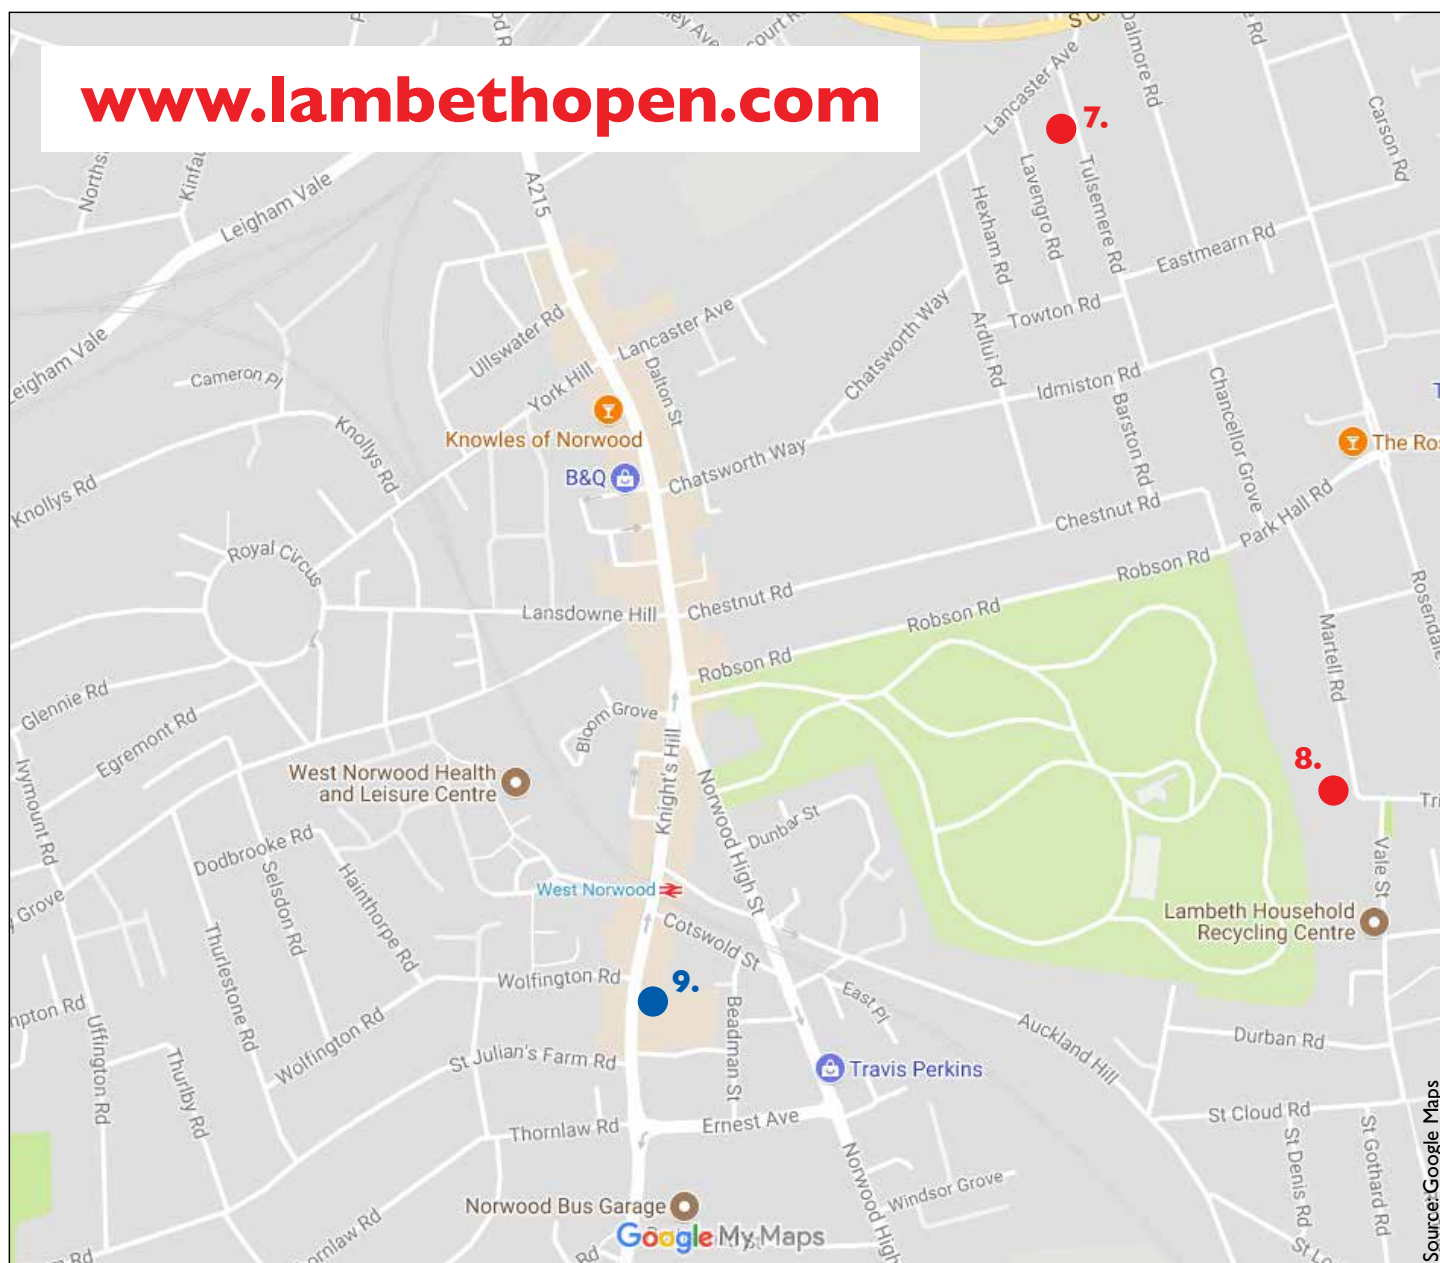 www.lambethopen.com
7.
Lancaster Ave
Dalmore Rd
Carson Rd
Leigham Vale
A215
Hexham Rd
Lavengro Rd
Tulsemere Rd
Eastmearn Rd
Towton Rd
Ardlui Rd
Chatsworth Way
Lancaster Ave
Ullswater Rd
York Hill
Dalton St
Leigham Vale
Cameron Pl
Knollys Rd
Knollys Rd
Knowles of Norwood
B&Q
Chatsworth Way
Idmiston Rd
Barston Rd
Chancellor Grove
Park Hall Rd
Chestnut Rd
Royal Circus
Lansdowne Hill
Chestnut Rd
Robson Rd
Robson Rd
Robson Rd
Martell Rd
Glennie Rd
Egremont Rd
Ivymount Rd
Bloom Grove
Knight's Hill
West Norwood Health
and Leisure Centre
Norwood High St
Dunbar St
8.
Vale St
Dodbrooke Rd
Selsdon Rd
Hainthorpe Rd
Thurlestone Rd
West Norwood
Cotswold St
Lambeth Household
Recycling Centre
Wolfington Rd
9.
Beadman St
East Pl
Auckland Hill
Durban Rd
Uffington Rd
Wolfington Rd
Thurlby Rd
St Julian's Farm Rd
Travis Perkins
Thornlaw Rd
Ernest Ave
St Cloud Rd
St Denis Rd
St Gothard Rd
Windsor Grove
Norwood High
Norwood Bus Garage
Google My Maps
Source: Google Maps